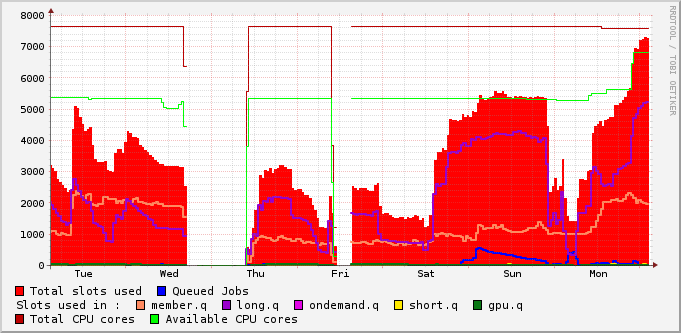 8000
7000
6000
5000
4000
3000
2000
1000
0
Tue Wed Thu Fri Sat Sun Mon
RRDTOOL / TOBI OETIKER
Total slots used Queued Jobs
Slots used in : member.q long.q ondemand.q short.q gpu.q
Total CPU cores Available CPU cores